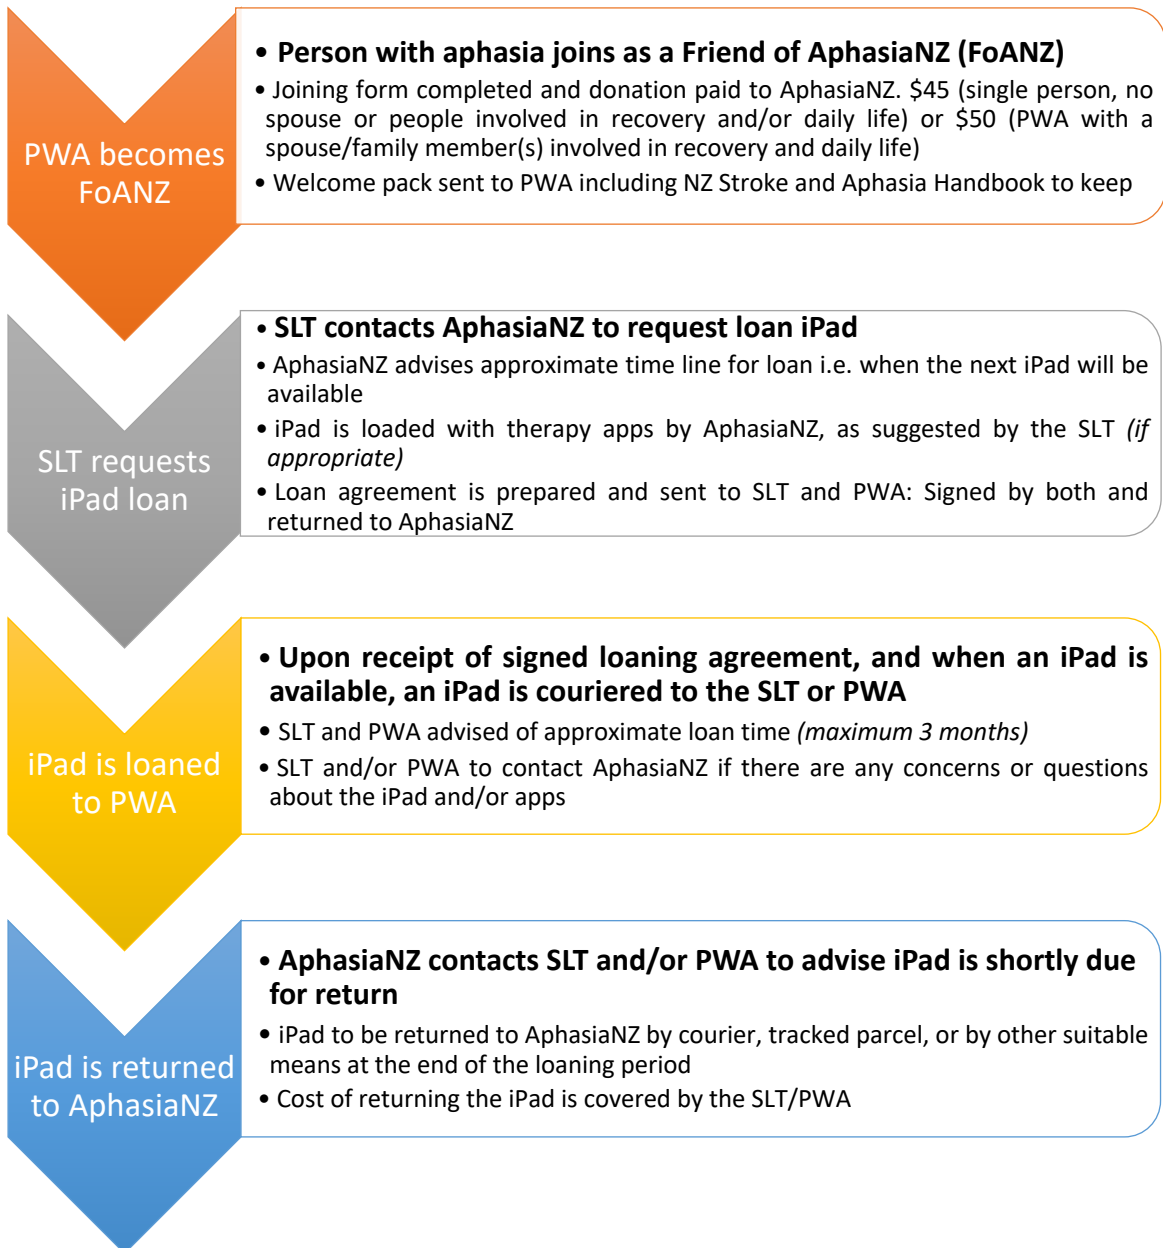 PWA becomes
FoANZ
• Person with aphasia joins as a Friend of AphasiaNZ (FoANZ)
• Joining form completed and donation paid to AphasiaNZ. $45 (single person, no
spouse or people involved in recovery and/or daily life) or $50 (PWA with a
spouse/family member(s) involved in recovery and daily life)
• Welcome pack sent to PWA including NZ Stroke and Aphasia Handbook to keep
SLT requests
iPad loan
• SLT contacts AphasiaNZ to request loan iPad
• AphasiaNZ advises approximate time line for loan i.e. when the next iPad will be
available
• iPad is loaded with therapy apps by AphasiaNZ, as suggested by the SLT (if
appropriate)
• Loan agreement is prepared and sent to SLT and PWA: Signed by both and
returned to AphasiaNZ
iPad is loaned
to PWA
• Upon receipt of signed loaning agreement, and when an iPad is
available, an iPad is couriered to the SLT or PWA
• SLT and PWA advised of approximate loan time (maximum 3 months)
• SLT and/or PWA to contact AphasiaNZ if there are any concerns or questions
about the iPad and/or apps
iPad is returned
to AphasiaNZ
• AphasiaNZ contacts SLT and/or PWA to advise iPad is shortly due
for return
• iPad to be returned to AphasiaNZ by courier, tracked parcel, or by other suitable
means at the end of the loaning period
• Cost of returning the iPad is covered by the SLT/PWA